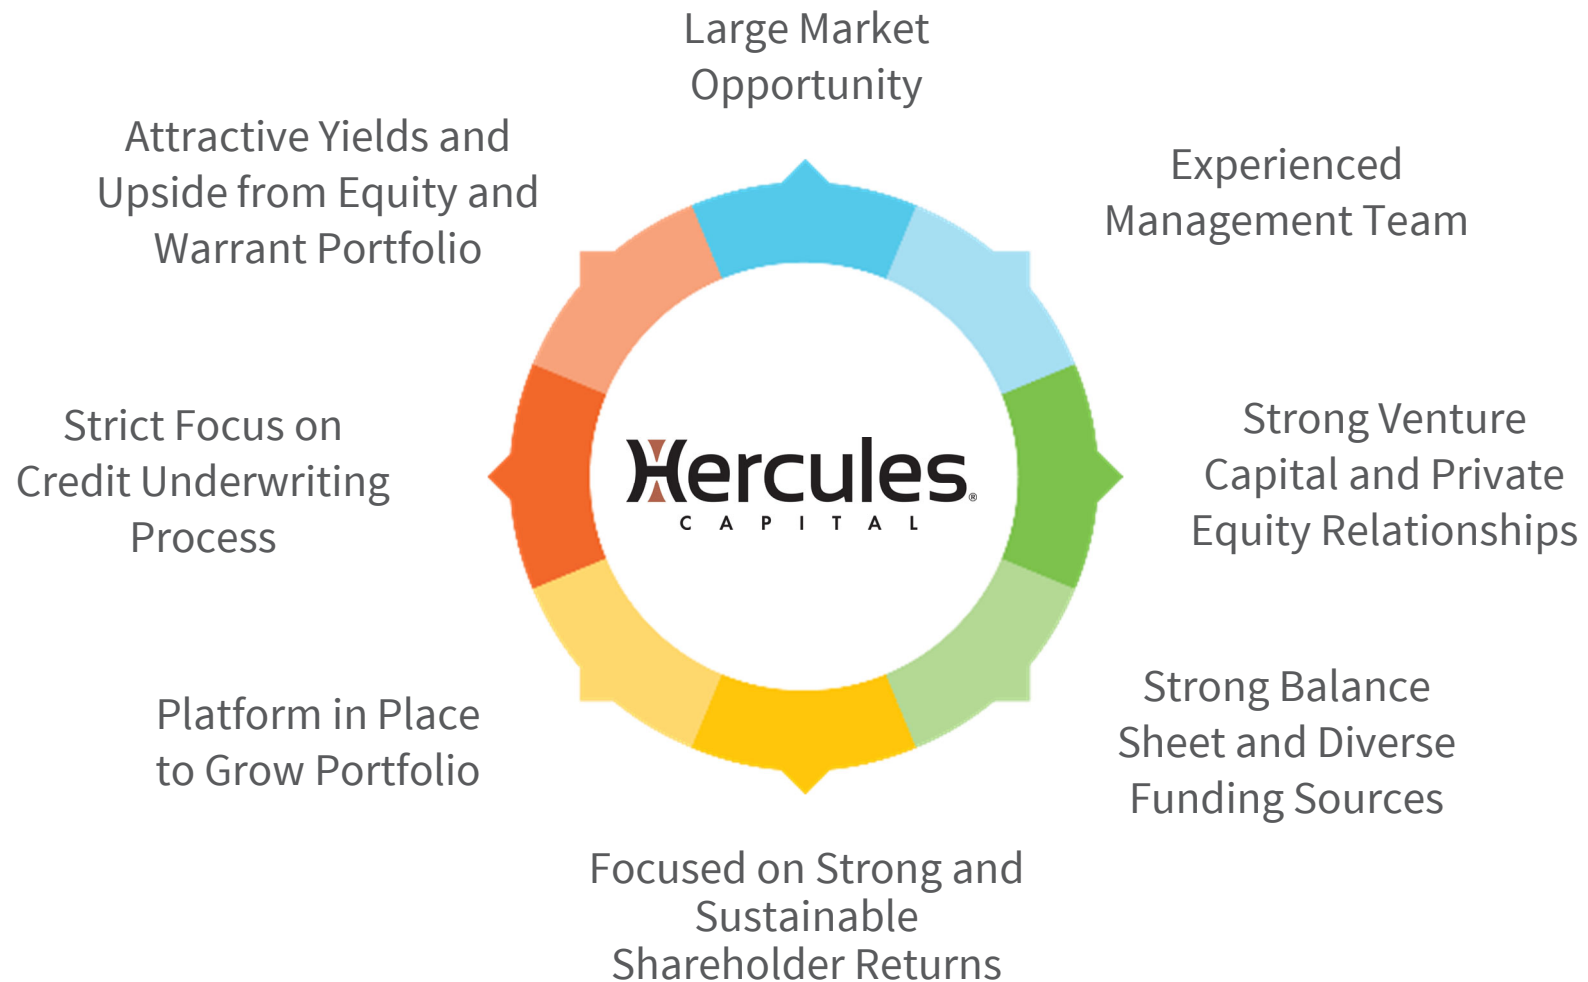 Large Market
Opportunity
Experienced
Management Team
Strong Venture
Capital and Private
Equity Relationships
Strong Balance
Sheet and Diverse
Funding Sources
Focused on Strong and
Sustainable
Shareholder Returns
Platform in Place
to Grow Portfolio
Strict Focus on
Credit Underwriting
Process
Attractive Yields and
Upside from Equity and
Warrant Portfolio
Hercules®
CAPITAL